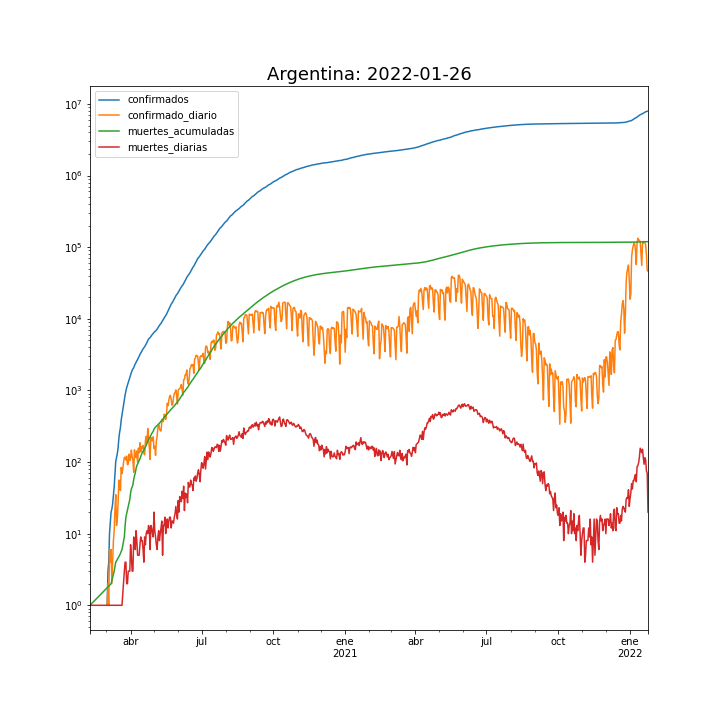 Argentina: 2022-01-26
confirmados
confirmado_diario
muertes_acumuladas
muertes_diarias
10^7
10^6
10^5
10^4
10^3
10^2
10^1
10^0
abr jul oct ene abr jul oct ene
2021 2022